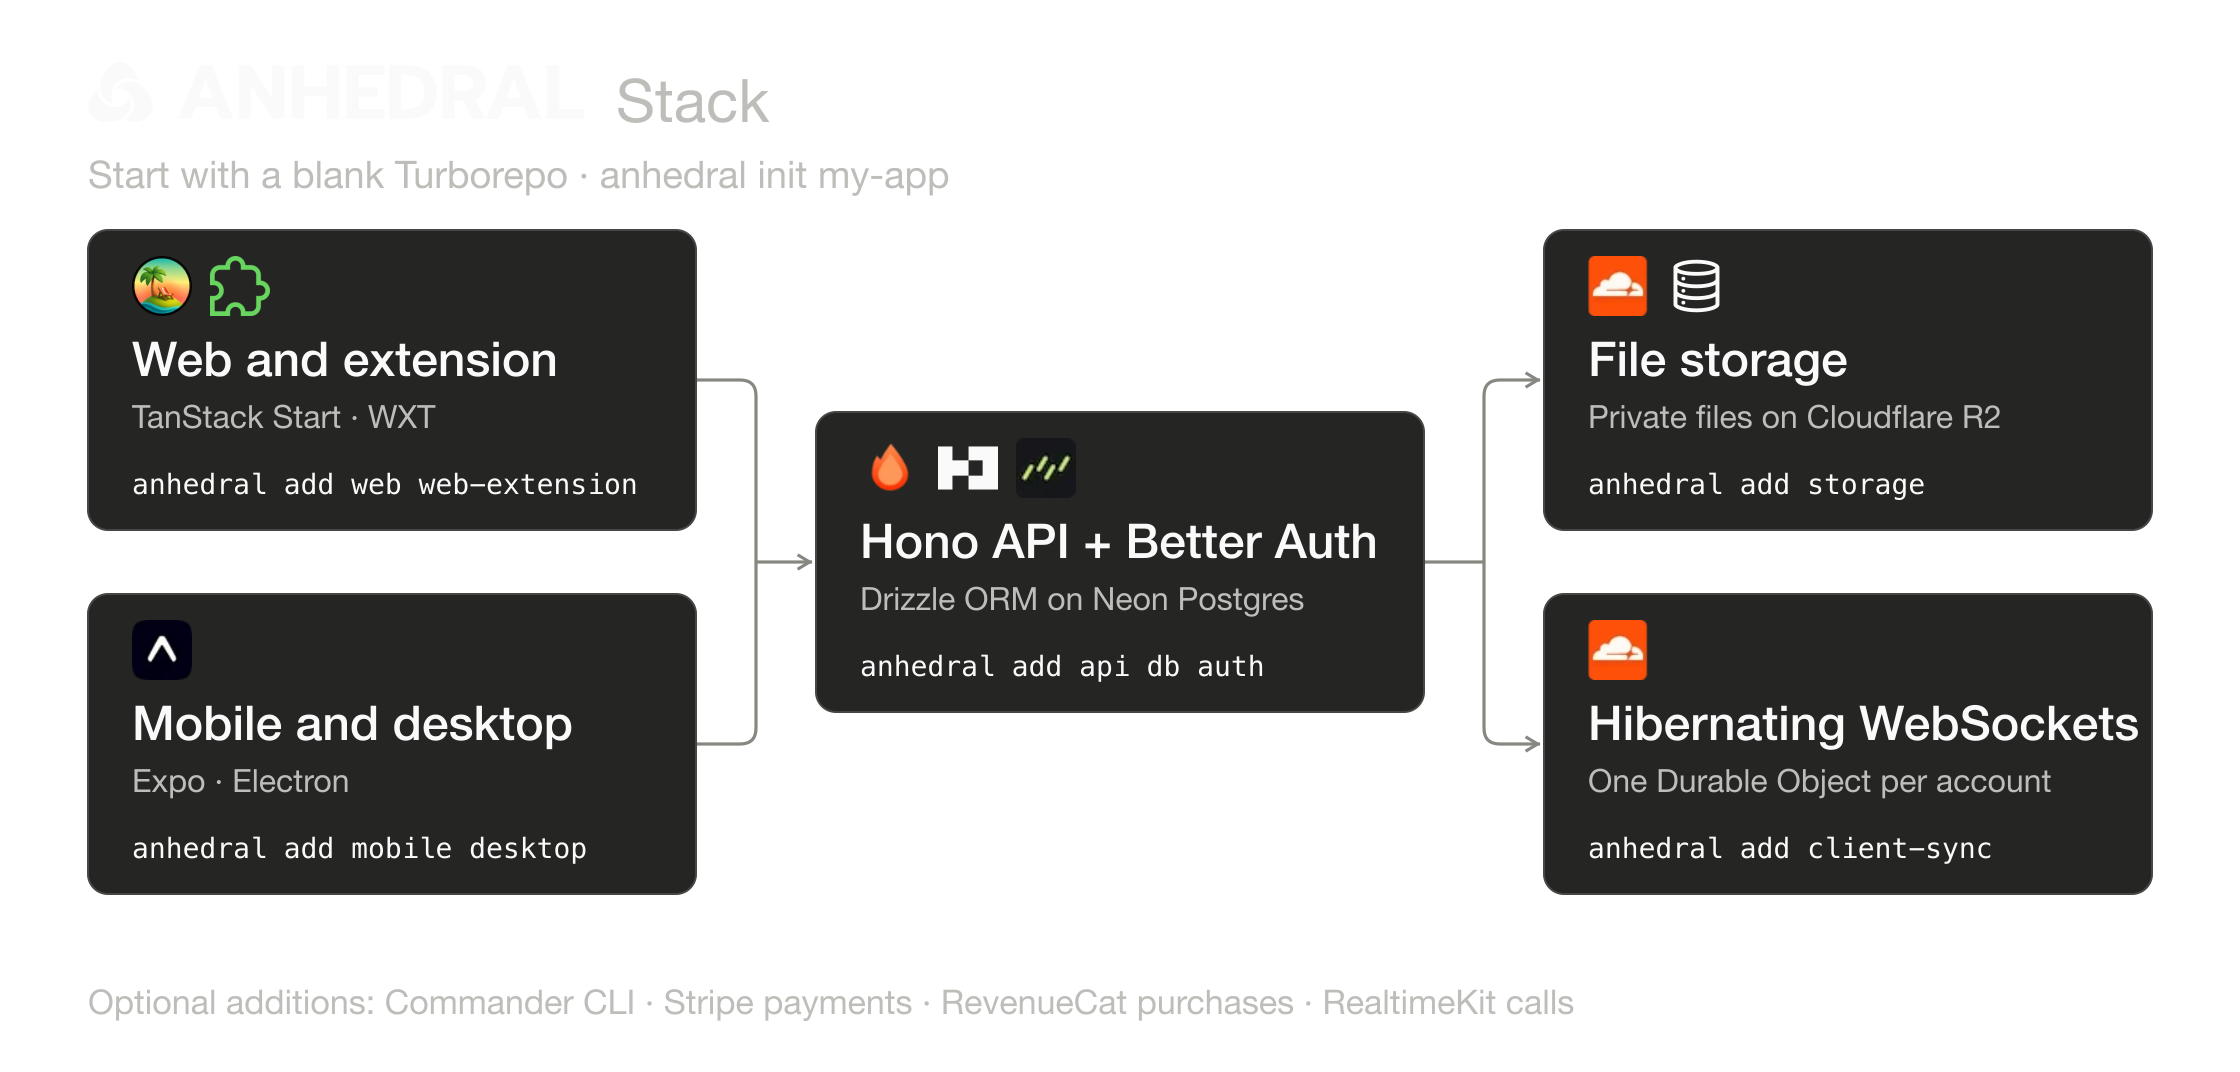 ANHEDRAL Stack
Start with a blank Turborepo · anhedral init my-app
Web and extension
TanStack Start · WXT
anhedral add web web-extension
Mobile and desktop
Expo · Electron
anhedral add mobile desktop
Hono API + Better Auth
Drizzle ORM on Neon Postgres
anhedral add api db auth
File storage
Private files on Cloudflare R2
anhedral add storage
Hibernating WebSockets
One Durable Object per account
anhedral add client-sync
Optional additions: Commander CLI · Stripe payments · RevenueCat purchases · RealtimeKit calls